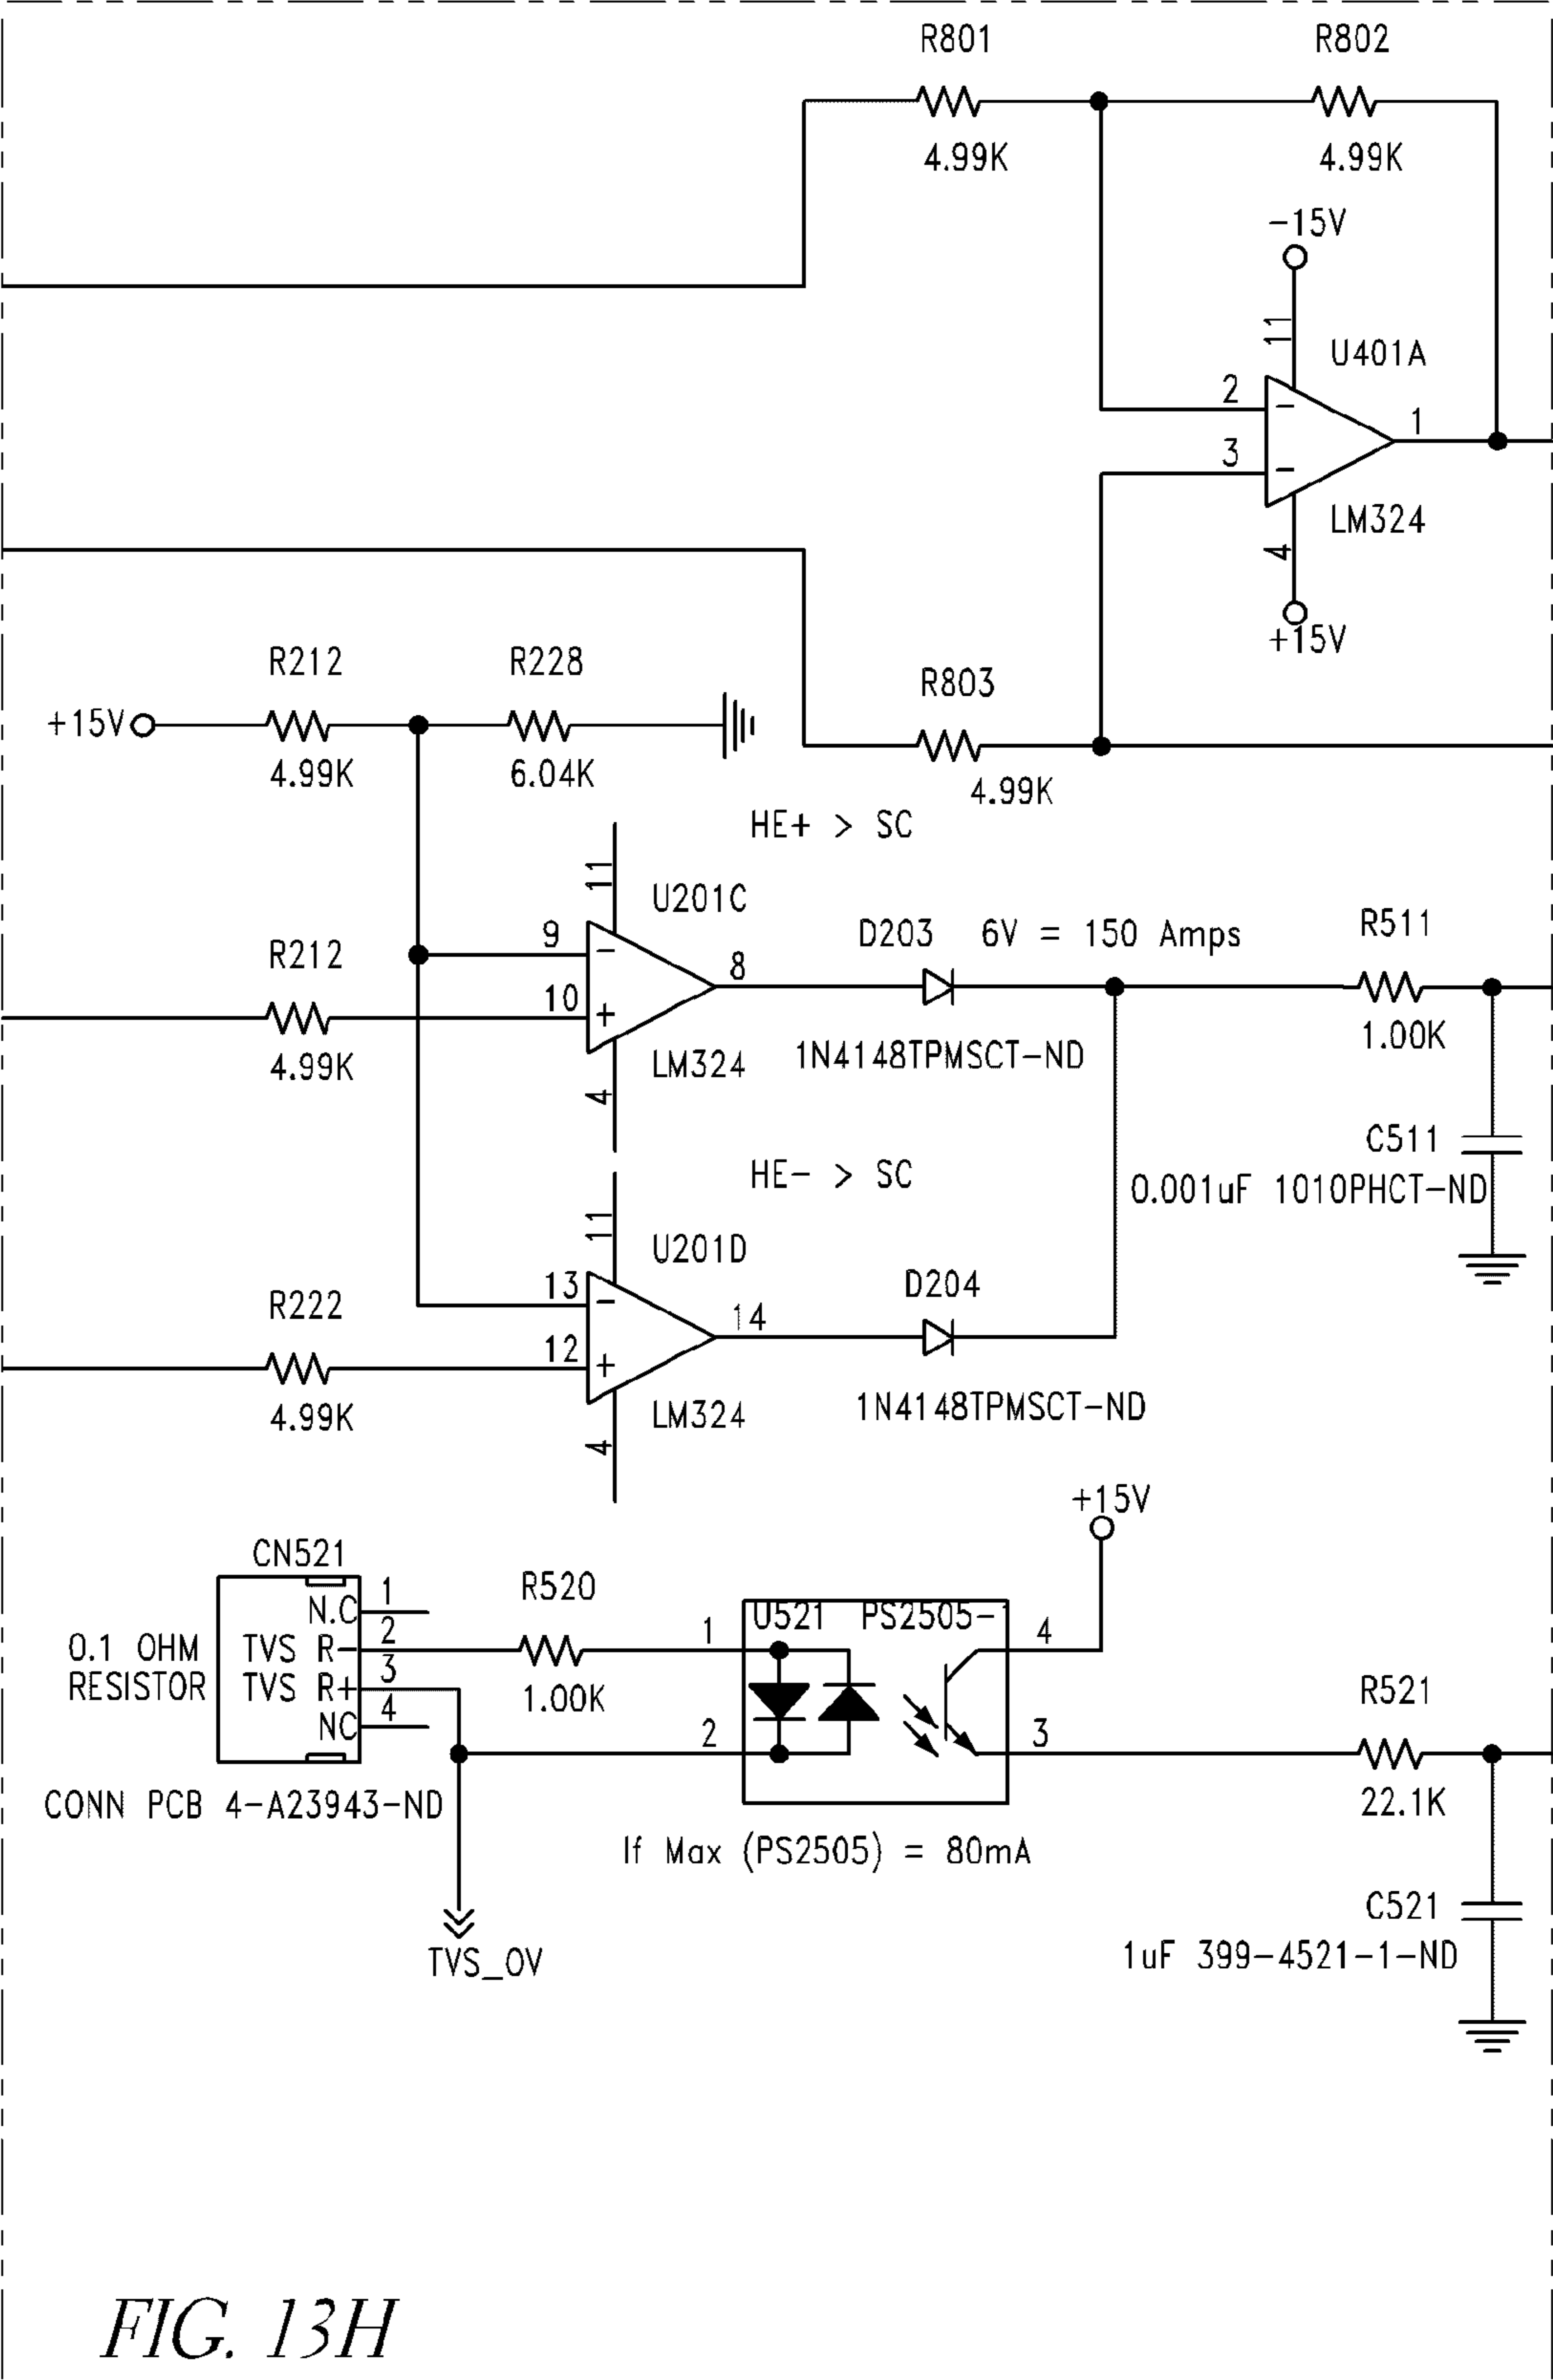 R801
R802
4.99K
4.99K
-15V
11
U401A
2
-
1
3
-
LM324
4
+15V
R212
R228
+15V
4.99K
6.04K
R803
4.99K
HE+ > SC
11
U201C
9
-
8
D203 6V = 150 Amps
R511
R212
10
+
4.99K
LM324
1N4148TPMSCT-ND
1.00K
4
C511
0.001uF 1010PHCT-ND
HE- > SC
11
U201D
13
-
14
D204
R222
12
+
4.99K
LM324
1N4148TPMSCT-ND
4
+15V
CN521
N.C 1
R520
U521 PS2505-1
0.1 OHM
RESISTOR
TVS R- 2
TVS R+ 3
NC 4
1
4
1.00K
2
3
R521
22.1K
CONN PCB 4-A23943-ND
If Max (PS2505) = 80mA
TVS_0V
C521
1uF 399-4521-1-ND
FIG. 13H